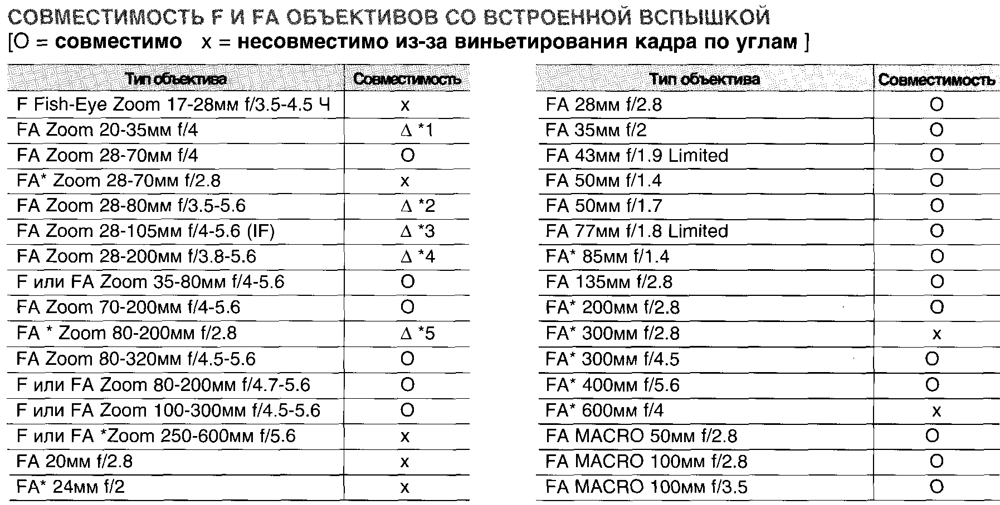 СОВМЕСТИМОСТЬ F И FA ОБЪЕКТИВОВ СО ВСТРОЕННОЙ ВСПЫШКОЙ
[O = совместимо x = несовместимо из-за виньетирования кадра по углам ]
Тип объектива Совместимость
F Fish-Eye Zoom 17-28мм f/3.5-4.5 Ч x
FA Zoom 20-35мм f/4 Δ *1
FA Zoom 28-70мм f/4 O
FA* Zoom 28-70мм f/2.8 x
FA Zoom 28-80мм f/3.5-5.6 Δ *2
FA Zoom 28-105мм f/4-5.6 (IF) Δ *3
FA Zoom 28-200мм f/3.8-5.6 Δ *4
F или FA Zoom 35-80мм f/4-5.6 O
FA Zoom 70-200мм f/4-5.6 O
FA * Zoom 80-200мм f/2.8 Δ *5
FA Zoom 80-320мм f/4.5-5.6 O
F или FA Zoom 80-200мм f/4.7-5.6 O
F или FA Zoom 100-300мм f/4.5-5.6 O
F или FA *Zoom 250-600мм f/5.6 x
FA 20мм f/2.8 x
FA* 24мм f/2 x
Тип объектива Совместимость
FA 28мм f/2.8 O
FA 35мм f/2 O
FA 43мм f/1.9 Limited O
FA 50мм f/1.4 O
FA 50мм f/1.7 O
FA 77мм f/1.8 Limited O
FA* 85мм f/1.4 O
FA 135мм f/2.8 O
FA* 200мм f/2.8 O
FA* 300мм f/2.8 x
FA* 300мм f/4.5 O
FA* 400мм f/5.6 O
FA* 600мм f/4 x
FA MACRO 50мм f/2.8 O
FA MACRO 100мм f/2.8 O
FA MACRO 100мм f/3.5 O